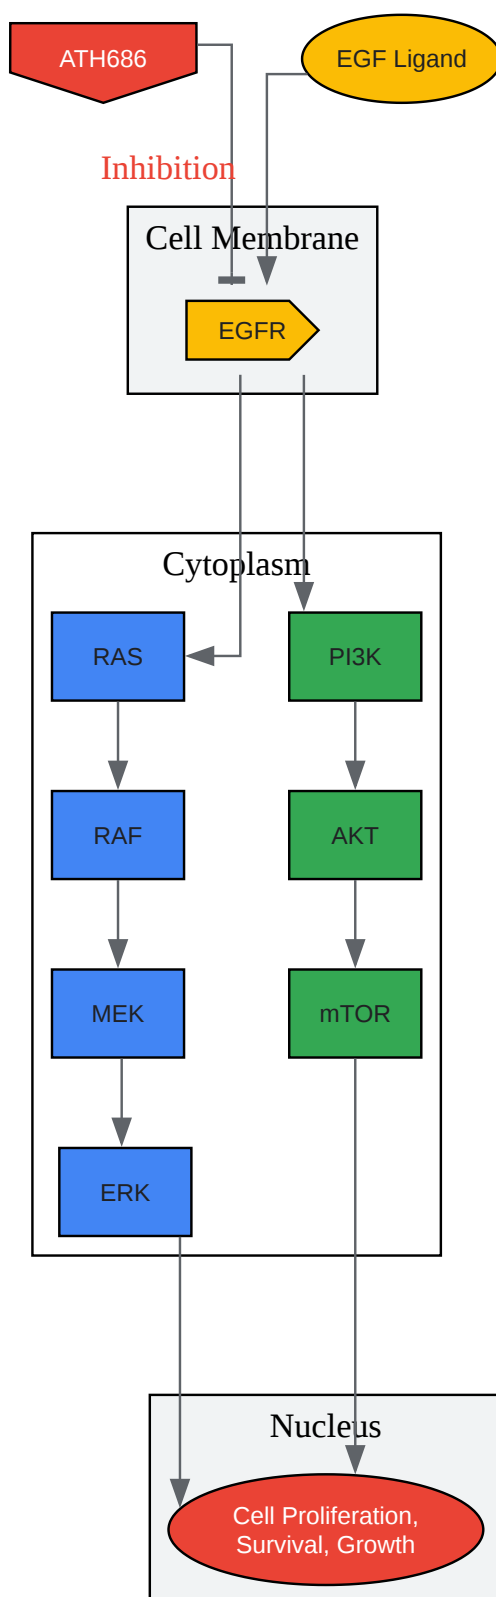 ATH686
EGF Ligand
Inhibition
Cell Membrane
EGFR
Cytoplasm
RAS
PI3K
RAF
AKT
MEK
mTOR
ERK
Nucleus
Cell Proliferation,
Survival, Growth